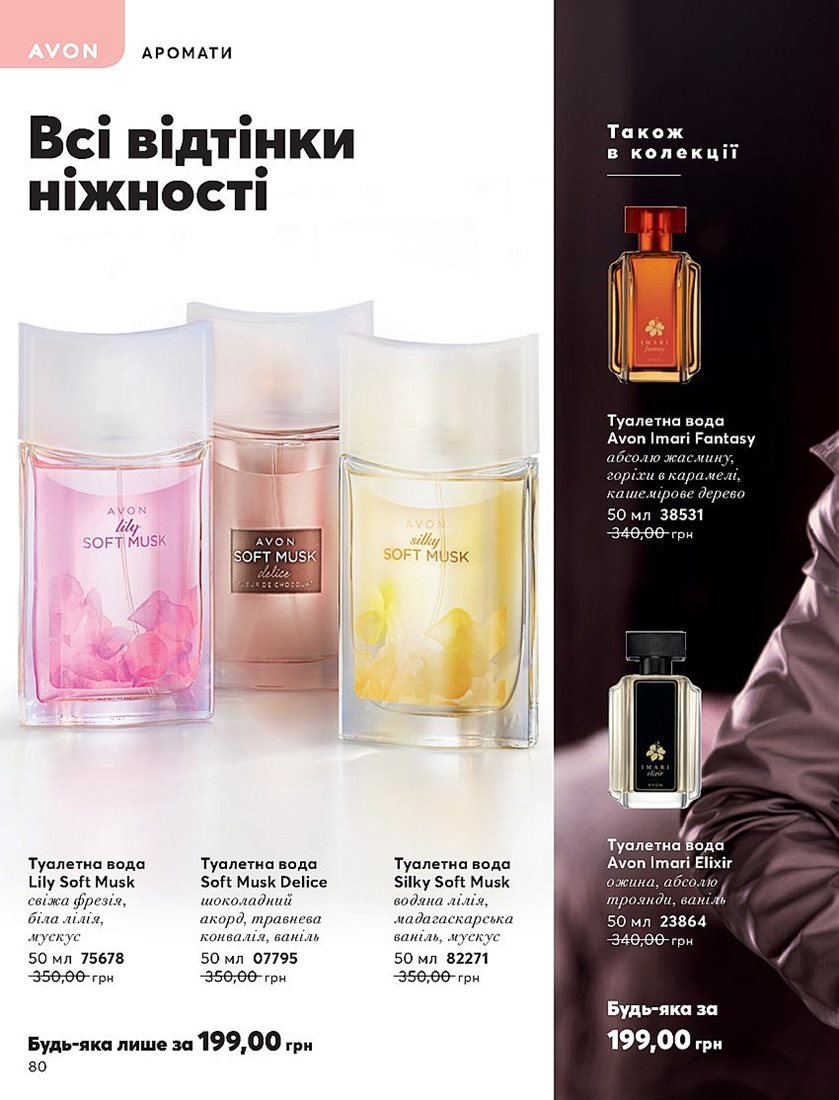 AVON
АРОМАТИ
Всі відтінки
ніжності
AVON
lily
SOFT MUSK
AVON
SOFT MUSK
delice
FLEUR DE CHOCOLAT
AVON
silky
SOFT MUSK
Туалетна вода
Lily Soft Musk
свіжа фрезія,
біла лілія,
мускус
50 мл 75678
350,00 грн
Туалетна вода
Soft Musk Delice
шоколадний
акорд, травнева
конвалія, ваніль
50 мл 07795
350,00 грн
Туалетна вода
Silky Soft Musk
водяна лілія,
мадагаскарська
ваніль, мускус
50 мл 82271
350,00 грн
Будь-яка лише за 199,00 грн
80
Також
в колекції
IMARI
fantasy
AVON
Туалетна вода
Avon Imari Fantasy
абсолю жасмину,
горіхи в карамелі,
кашемірове дерево
50 мл 38531
340,00 грн
IMARI
elixir
AVON
Туалетна вода
Avon Imari Elixir
ожина, абсолю
троянди, ваніль
50 мл 23864
340,00 грн
Будь-яка за
199,00 грн